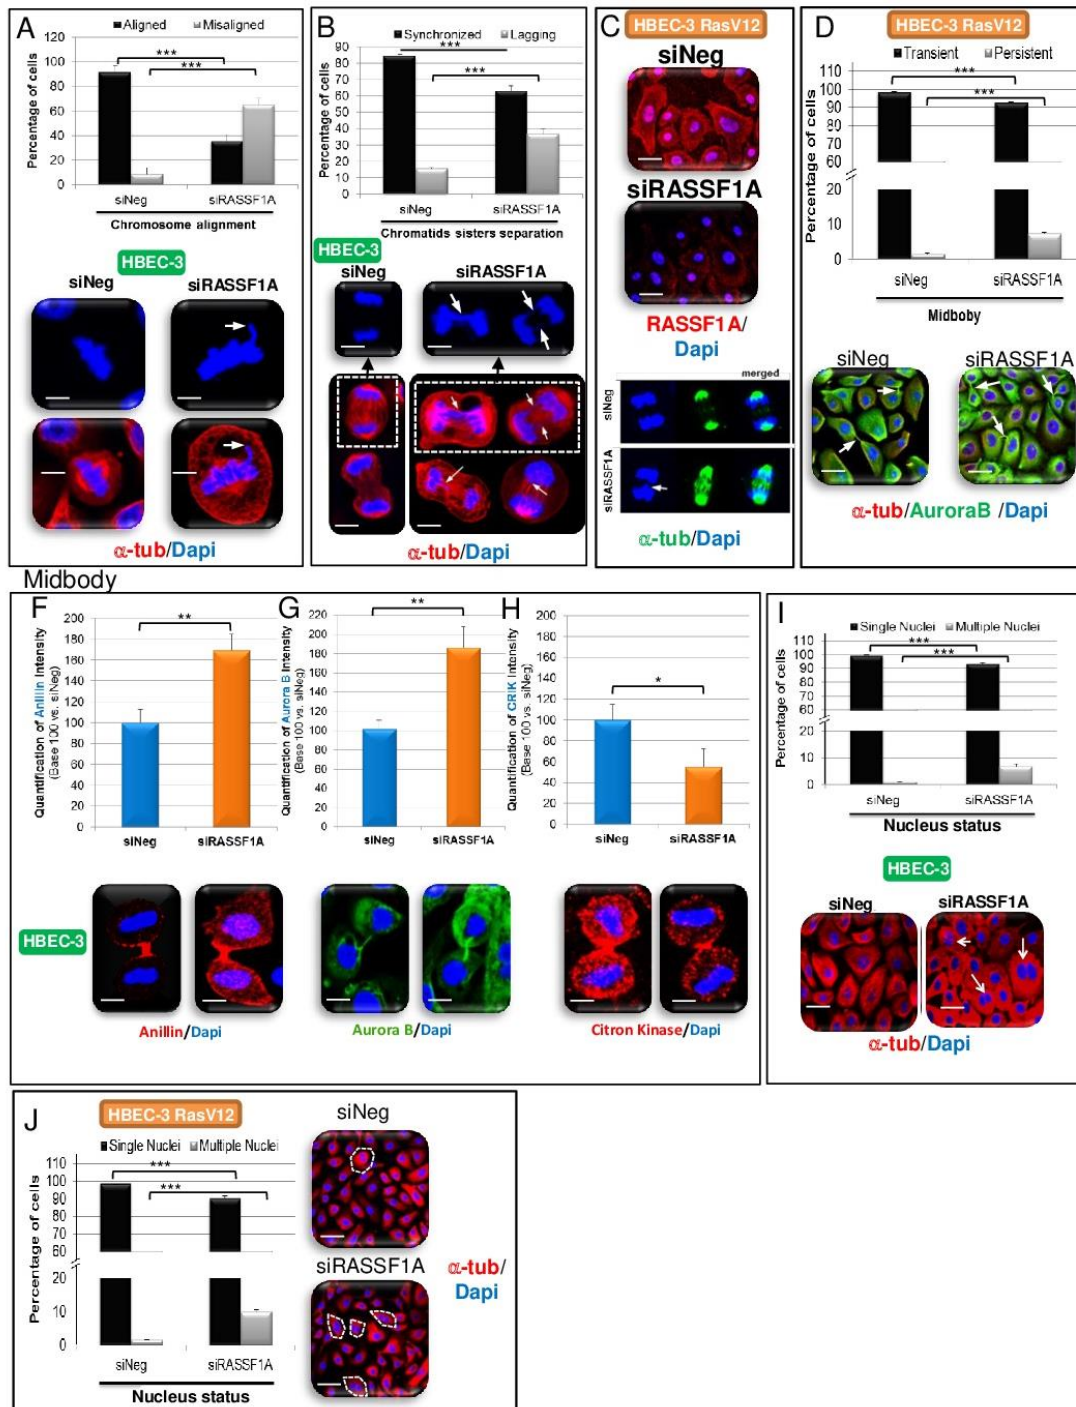 A
Aligned Misaligned
Percentage of cells
120
100
80
60
40
20
0
***
***
siNeg siRASSF1A
Chromosome alignment
HBEC-3
siNeg siRASSF1A
α-tub/Dapi
B
Synchronized Lagging
Percentage of cells
90
80
70
60
50
40
30
20
10
0
***
***
siNeg siRASSF1A
Chromatids sisters separation
HBEC-3
siNeg siRASSF1A
α-tub/Dapi
C
HBEC-3 RasV12
siNeg
siRASSF1A
RASSF1A/
Dapi
merged
siNeg
siRASSF1A
α-tub/Dapi
D
HBEC-3 RasV12
Transient Persistent
Percentage of cells
110
100
90
80
70
60
20
10
0
***
***
siNeg siRASSF1A
Midboby
siNeg siRASSF1A
α-tub/AuroraB /Dapi
Midbody
F
Quantification of Anillin Intensity
(Base 100 vs. siNeg)
200
180
160
140
120
100
80
60
40
20
0
**
siNeg siRASSF1A
G
Quantification of Aurora B Intensity
(Base 100 vs. siNeg)
220
200
180
160
140
120
100
80
60
40
20
0
**
siNeg siRASSF1A
H
Quantification of CRIK Intensity
(Base 100 vs. siNeg)
200
180
160
140
120
100
80
60
40
20
0
*
siNeg siRASSF1A
HBEC-3
Anillin/Dapi
Aurora B/Dapi
Citron Kinase/Dapi
I
Single Nuclei Multiple Nuclei
Percentage of cells
100
90
80
70
60
20
10
0
***
***
siNeg siRASSF1A
Nucleus status
HBEC-3
siNeg siRASSF1A
α-tub/Dapi
J
HBEC-3 RasV12
Single Nuclei Multiple Nuclei
Percentage of cells
110
100
90
80
70
60
20
10
0
***
***
siNeg siRASSF1A
Nucleus status
siNeg
siRASSF1A
α-tub/
Dapi